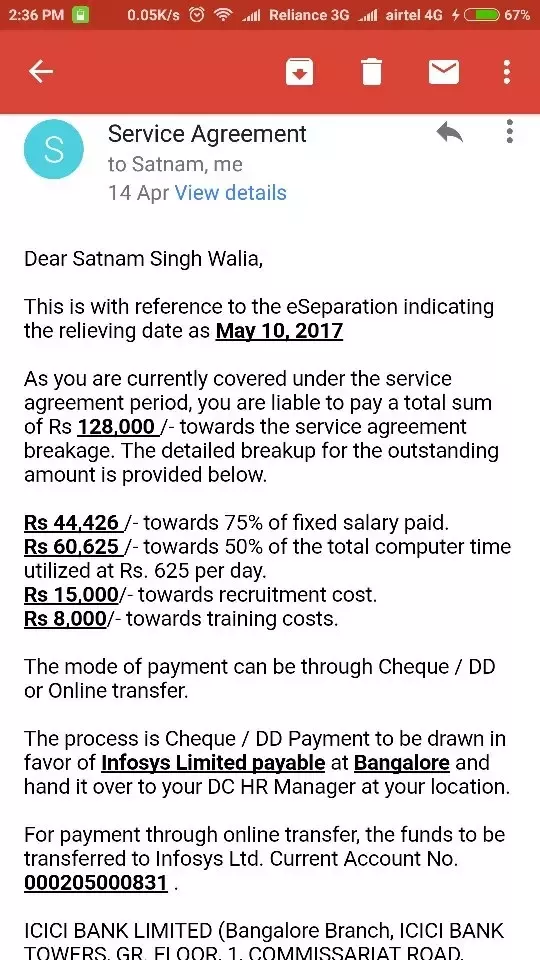 2:36 PM 0.05K/s Reliance 3G airtel 4G 67%
S
Service Agreement
to Satnam, me
14 Apr View details
Dear Satnam Singh Walia,
This is with reference to the eSeparation indicating
the relieving date as May 10, 2017
As you are currently covered under the service
agreement period, you are liable to pay a total sum
of Rs 128,000 /- towards the service agreement
breakage. The detailed breakup for the outstanding
amount is provided below.
Rs 44,426 /- towards 75% of fixed salary paid.
Rs 60,625 /- towards 50% of the total computer time
utilized at Rs. 625 per day.
Rs 15,000/- towards recruitment cost.
Rs 8,000/- towards training costs.
The mode of payment can be through Cheque / DD
or Online transfer.
The process is Cheque / DD Payment to be drawn in
favor of Infosys Limited payable at Bangalore and
hand it over to your DC HR Manager at your location.
For payment through online transfer, the funds to be
transferred to Infosys Ltd. Current Account No.
000205000831 .
ICICI BANK LIMITED (Bangalore Branch, ICICI BANK
TOWERS, GR. FLOOR, 1, COMMISSARIAT ROAD,